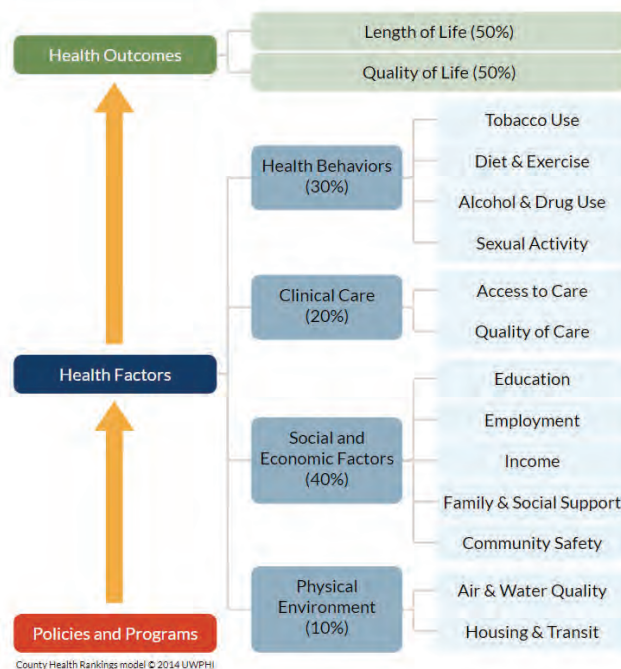 Health Outcomes
Length of Life (50%)
Quality of Life (50%)
Health Behaviors
(30%)
Tobacco Use
Diet & Exercise
Alcohol & Drug Use
Sexual Activity
Clinical Care
(20%)
Access to Care
Quality of Care
Health Factors
Social and
Economic Factors
(40%)
Education
Employment
Income
Family & Social Support
Community Safety
Physical
Environment
(10%)
Air & Water Quality
Housing & Transit
Policies and Programs
County Health Rankings model © 2014 UWPHI